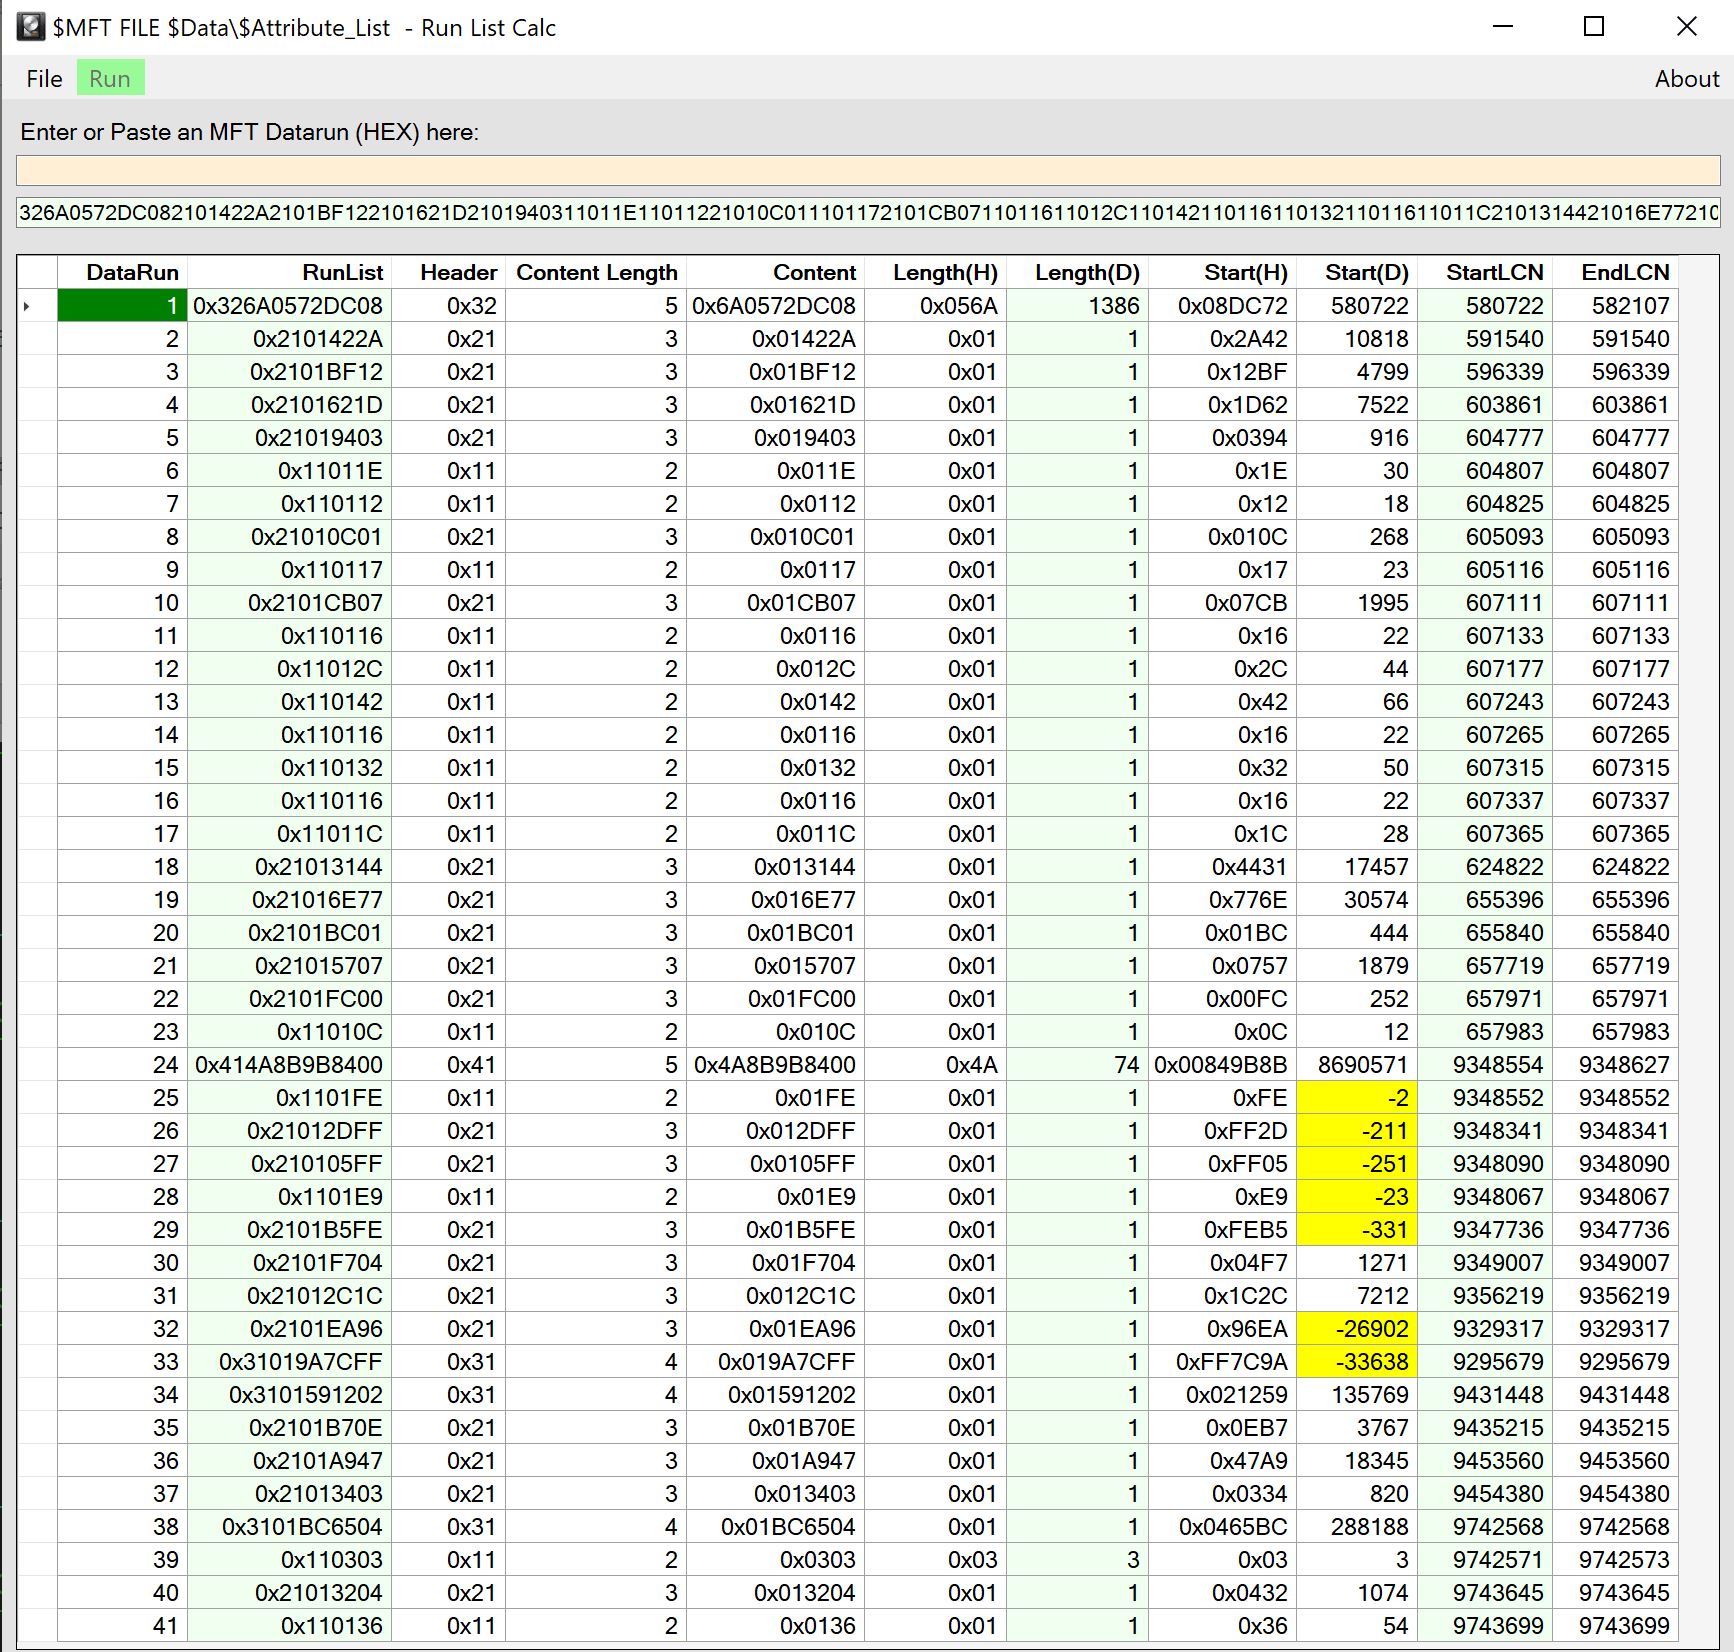 $MFT FILE $Data\$Attribute_List - Run List Calc
File Run About
Enter or Paste an MFT Datarun (HEX) here:
326A0572DC082101422A2101BF122101621D2101940311011E11011221010C011101172101CB0711011611012C11014211011611013211011611011C2101314421016E77210
DataRun RunList Header Content Length Content Length(H) Length(D) Start(H) Start(D) StartLCN EndLCN
1 0x326A0572DC08 0x32 5 0x6A0572DC08 0x056A 1386 0x08DC72 580722 580722 582107
2 0x2101422A 0x21 3 0x01422A 0x01 1 0x2A42 10818 591540 591540
3 0x2101BF12 0x21 3 0x01BF12 0x01 1 0x12BF 4799 596339 596339
4 0x2101621D 0x21 3 0x01621D 0x01 1 0x1D62 7522 603861 603861
5 0x21019403 0x21 3 0x019403 0x01 1 0x0394 916 604777 604777
6 0x11011E 0x11 2 0x011E 0x01 1 0x1E 30 604807 604807
7 0x110112 0x11 2 0x0112 0x01 1 0x12 18 604825 604825
8 0x21010C01 0x21 3 0x010C01 0x01 1 0x010C 268 605093 605093
9 0x110117 0x11 2 0x0117 0x01 1 0x17 23 605116 605116
10 0x2101CB07 0x21 3 0x01CB07 0x01 1 0x07CB 1995 607111 607111
11 0x110116 0x11 2 0x0116 0x01 1 0x16 22 607133 607133
12 0x11012C 0x11 2 0x012C 0x01 1 0x2C 44 607177 607177
13 0x110142 0x11 2 0x0142 0x01 1 0x42 66 607243 607243
14 0x110116 0x11 2 0x0116 0x01 1 0x16 22 607265 607265
15 0x110132 0x11 2 0x0132 0x01 1 0x32 50 607315 607315
16 0x110116 0x11 2 0x0116 0x01 1 0x16 22 607337 607337
17 0x11011C 0x11 2 0x011C 0x01 1 0x1C 28 607365 607365
18 0x21013144 0x21 3 0x013144 0x01 1 0x4431 17457 624822 624822
19 0x21016E77 0x21 3 0x016E77 0x01 1 0x776E 30574 655396 655396
20 0x2101BC01 0x21 3 0x01BC01 0x01 1 0x01BC 444 655840 655840
21 0x21015707 0x21 3 0x015707 0x01 1 0x0757 1879 657719 657719
22 0x2101FC00 0x21 3 0x01FC00 0x01 1 0x00FC 252 657971 657971
23 0x11010C 0x11 2 0x010C 0x01 1 0x0C 12 657983 657983
24 0x414A8B9B8400 0x41 5 0x4A8B9B8400 0x4A 74 0x00849B8B 8690571 9348554 9348627
25 0x1101FE 0x11 2 0x01FE 0x01 1 0xFE -2 9348552 9348552
26 0x21012DFF 0x21 3 0x012DFF 0x01 1 0xFF2D -211 9348341 9348341
27 0x210105FF 0x21 3 0x0105FF 0x01 1 0xFF05 -251 9348090 9348090
28 0x1101E9 0x11 2 0x01E9 0x01 1 0xE9 -23 9348067 9348067
29 0x2101B5FE 0x21 3 0x01B5FE 0x01 1 0xFEB5 -331 9347736 9347736
30 0x2101F704 0x21 3 0x01F704 0x01 1 0x04F7 1271 9349007 9349007
31 0x21012C1C 0x21 3 0x012C1C 0x01 1 0x1C2C 7212 9356219 9356219
32 0x2101EA96 0x21 3 0x01EA96 0x01 1 0x96EA -26902 9329317 9329317
33 0x31019A7CFF 0x31 4 0x019A7CFF 0x01 1 0xFF7C9A -33638 9295679 9295679
34 0x3101591202 0x31 4 0x01591202 0x01 1 0x021259 135769 9431448 9431448
35 0x2101B70E 0x21 3 0x01B70E 0x01 1 0x0EB7 3767 9435215 9435215
36 0x2101A947 0x21 3 0x01A947 0x01 1 0x47A9 18345 9453560 9453560
37 0x21013403 0x21 3 0x013403 0x01 1 0x0334 820 9454380 9454380
38 0x3101BC6504 0x31 4 0x01BC6504 0x01 1 0x0465BC 288188 9742568 9742568
39 0x110303 0x11 2 0x0303 0x03 3 0x03 3 9742571 9742573
40 0x21013204 0x21 3 0x013204 0x01 1 0x0432 1074 9743645 9743645
41 0x110136 0x11 2 0x0136 0x01 1 0x36 54 9743699 9743699